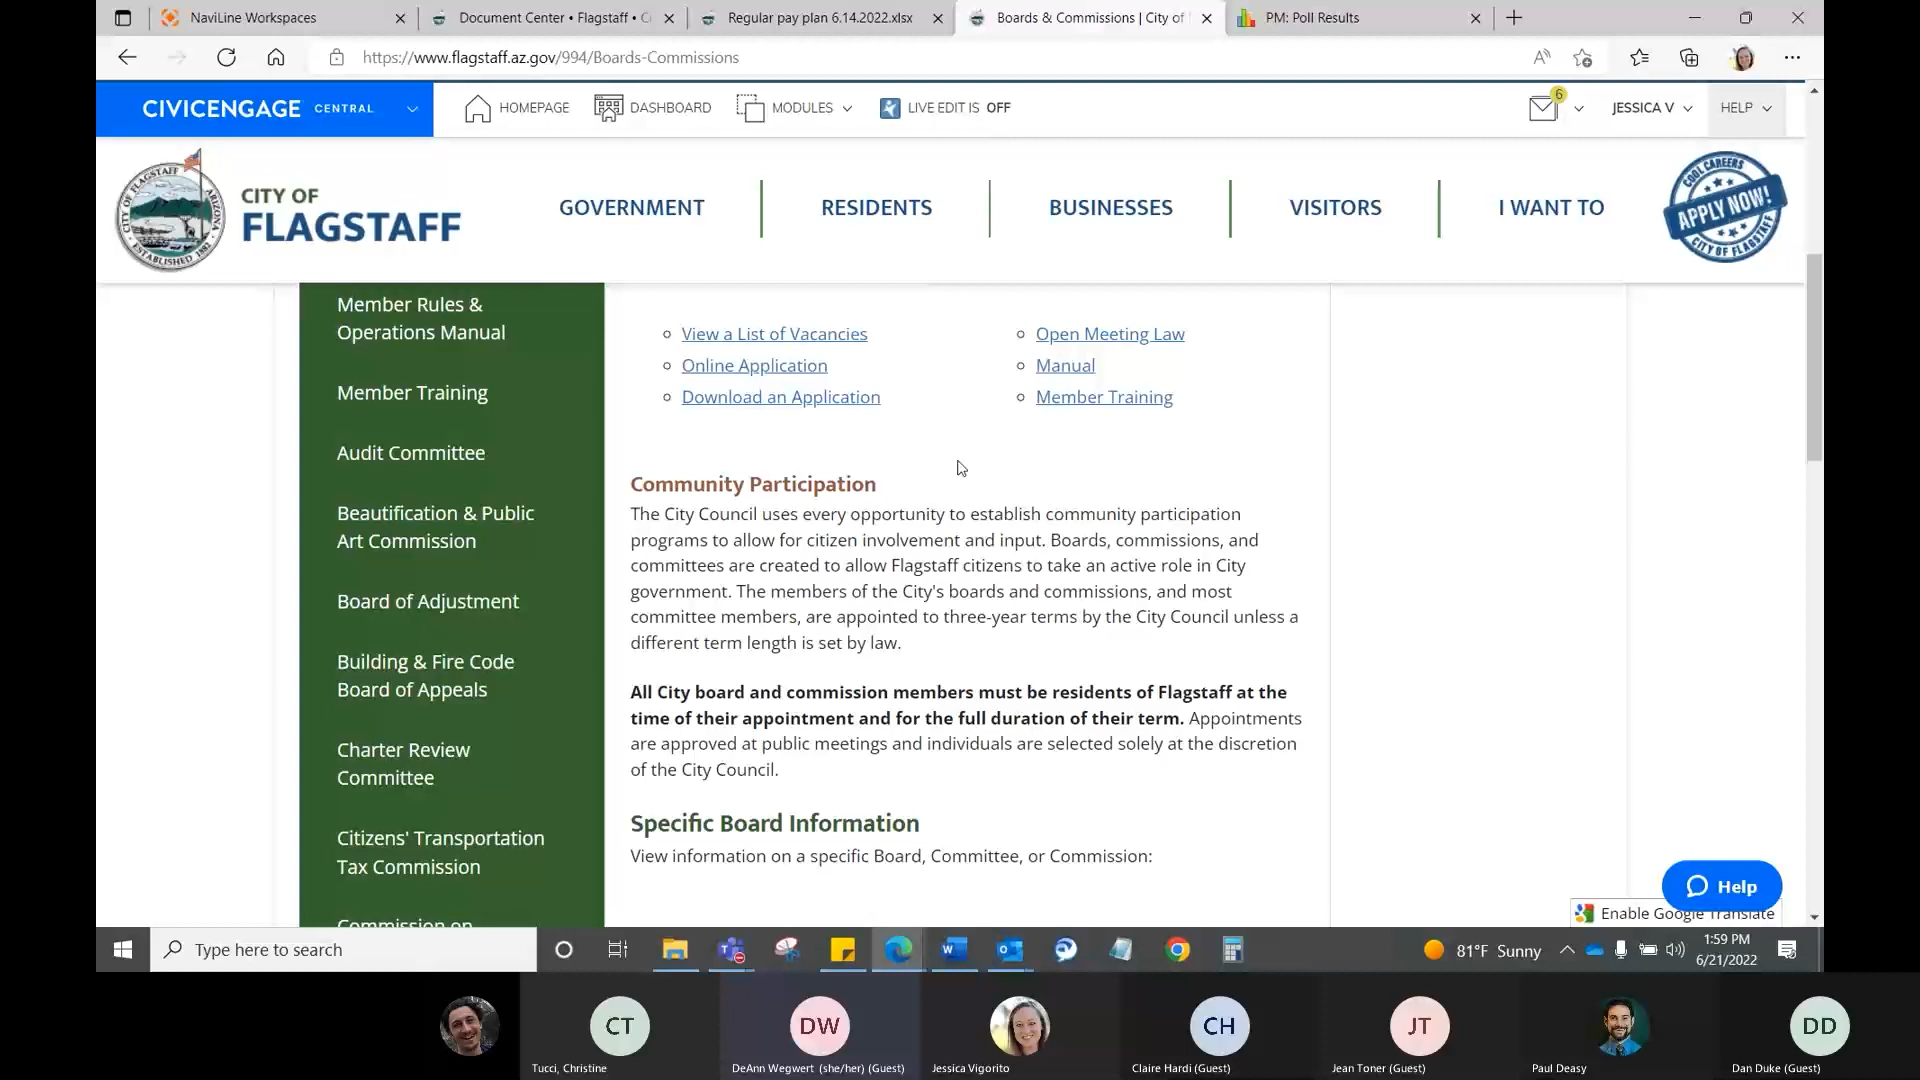 NaviLine Workspaces
Document Center • Flagstaff • C
Regular pay plan 6.14.2022.xlsx
Boards & Commissions | City of
PM: Poll Results
https://www.flagstaff.az.gov/994/Boards-Commissions
CIVICENGAGE CENTRAL
HOMEPAGE
DASHBOARD
MODULES
LIVE EDIT IS OFF
6
JESSICA V
HELP
CITY OF FLAGSTAFF ARIZONA
ESTABLISHED 1882
CITY OF
FLAGSTAFF
GOVERNMENT
RESIDENTS
BUSINESSES
VISITORS
I WANT TO
COOL CAREERS
APPLY NOW!
CITY OF FLAGSTAFF
Member Rules &
Operations Manual
Member Training
Audit Committee
Beautification & Public
Art Commission
Board of Adjustment
Building & Fire Code
Board of Appeals
Charter Review
Committee
Citizens' Transportation
Tax Commission
Commission on
View a List of Vacancies
Online Application
Download an Application
Open Meeting Law
Manual
Member Training
Community Participation
The City Council uses every opportunity to establish community participation
programs to allow for citizen involvement and input. Boards, commissions, and
committees are created to allow Flagstaff citizens to take an active role in City
government. The members of the City's boards and commissions, and most
committee members, are appointed to three-year terms by the City Council unless a
different term length is set by law.
All City board and commission members must be residents of Flagstaff at the
time of their appointment and for the full duration of their term. Appointments
are approved at public meetings and individuals are selected solely at the discretion
of the City Council.
Specific Board Information
View information on a specific Board, Committee, or Commission:
Help
Enable Google Translate
Type here to search
81°F Sunny
1:59 PM
6/21/2022
CT
DW
CH
JT
DD
Tucci, Christine
DeAnn Wegwert (she/her) (Guest)
Jessica Vigorito
Claire Hardi (Guest)
Jean Toner (Guest)
Paul Deasy
Dan Duke (Guest)